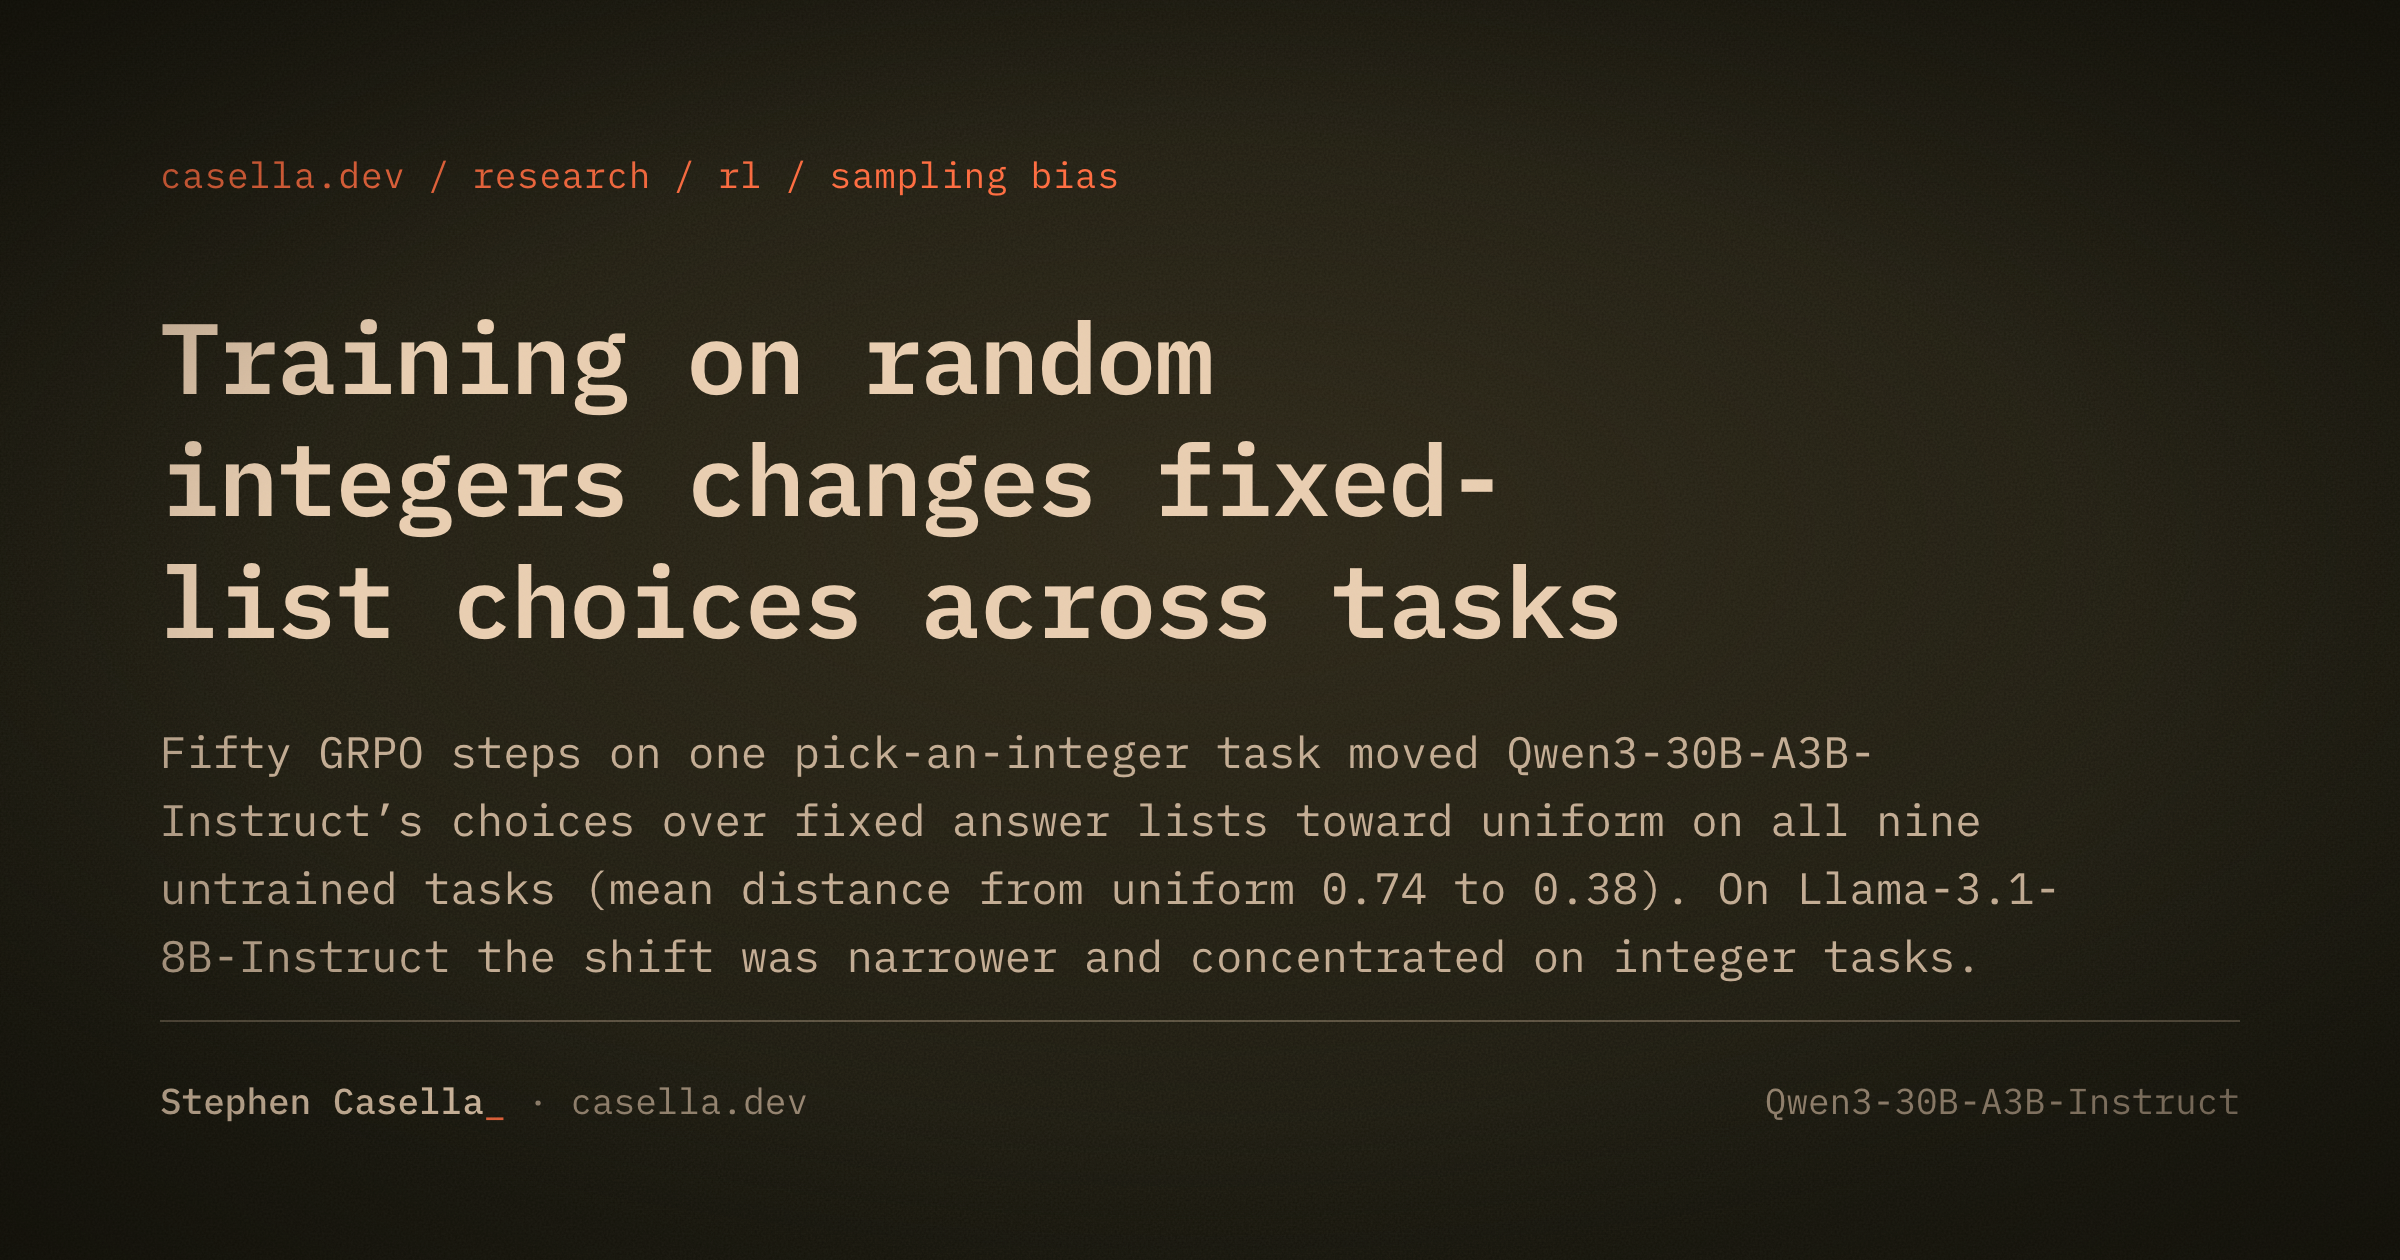 casella.dev / research / rl / sampling bias
Training on random
integers changes fixed-
list choices across tasks
Fifty GRPO steps on one pick-an-integer task moved Qwen3-30B-A3B-
Instruct’s choices over fixed answer lists toward uniform on all nine
untrained tasks (mean distance from uniform 0.74 to 0.38). On Llama-3.1-
8B-Instruct the shift was narrower and concentrated on integer tasks.
Stephen Casella_ · casella.dev
Qwen3-30B-A3B-Instruct